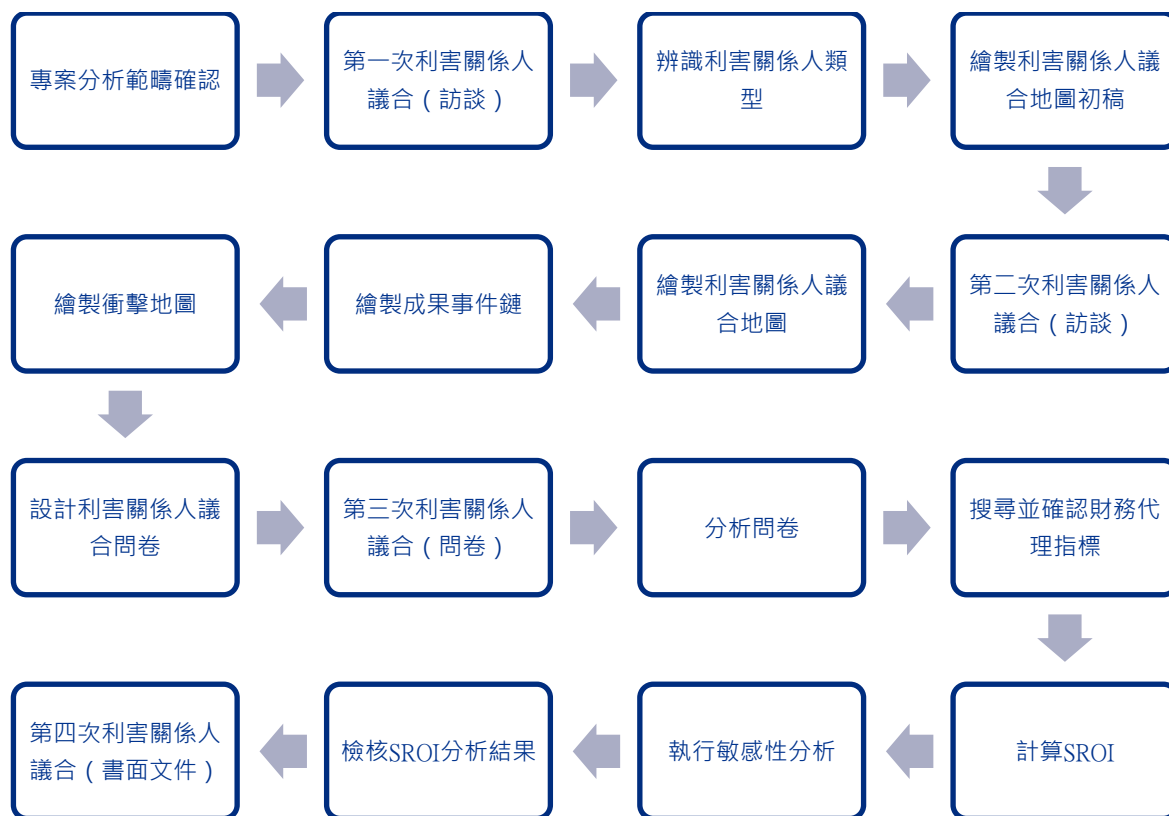 專案分析範疇確認
第一次利害關係人
議合（訪談）
辨識利害關係人類
型
繪製利害關係人議
合地圖初稿
第二次利害關係人
議合（訪談）
繪製利害關係人議
合地圖
繪製成果事件鏈
繪製衝擊地圖
設計利害關係人議
合問卷
第三次利害關係人
議合（問卷）
分析問卷
搜尋並確認財務代
理指標
計算SROI
執行敏感性分析
檢核SROI分析結果
第四次利害關係人
議合（書面文件）